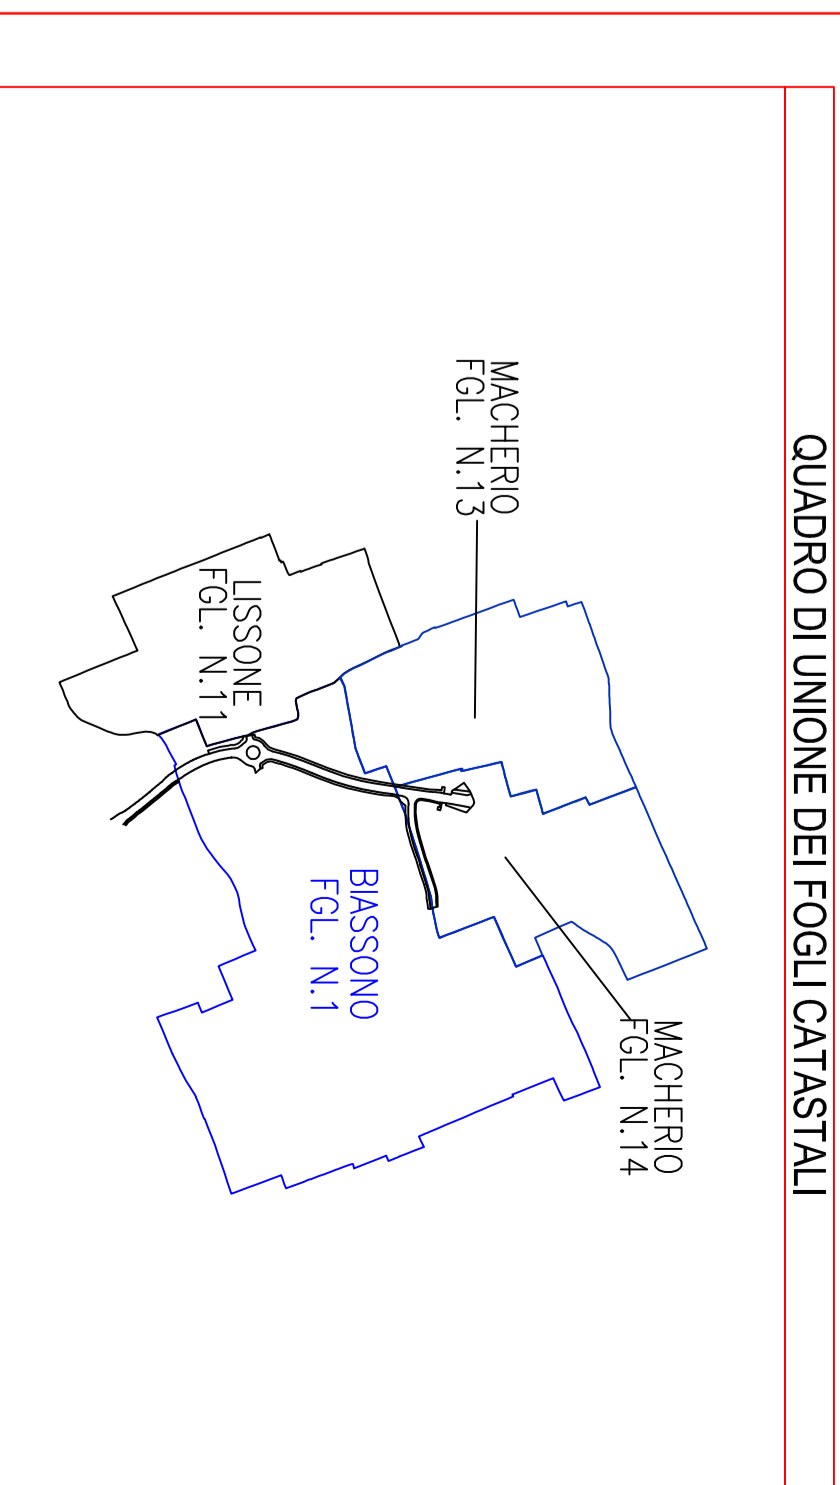 QUADRO DI UNIONE DEI FOGLI CATASTALI
MACHERIO
FGL. N.13
MACHERIO
FGL. N.14
LISSONE
FGL. N.11
BIASSONO
FGL. N.1